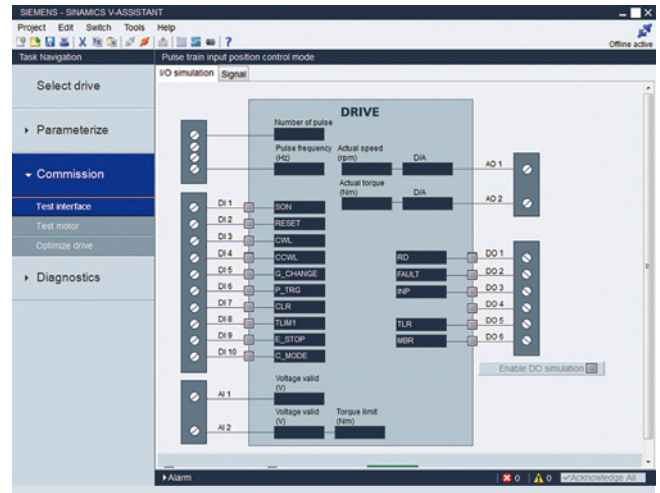 SIEMENS - SINAMICS V-ASSISTANT
Project Edit Switch Tools Help
Offline active
Task Navigation
Pulse train input position control mode
I/O simulation Signal
Select drive
Parameterize
Commission
Test interface
Test motor
Optimize drive
Diagnostics
DRIVE
Number of pulse
Pulse frequency (Hz)
Actual speed (rpm)
D/A
AO 1
Actual torque (Nm)
D/A
AO 2
DI 1 SON
DI 2 RESET
DI 3 CWL
DI 4 CCWL
DI 5 G_CHANGE
DI 6 P_TRG
DI 7 CLR
DI 8 TLIM1
DI 9 E_STOP
DI 10 C_MODE
RD DO 1
FAULT DO 2
INP DO 3
DO 4
TLR DO 5
MBR DO 6
Enable DO simulation
AI 1
Voltage valid (V)
AI 2
Voltage valid (V)
Torque limit (Nm)
Alarm
0 0 Acknowledge All